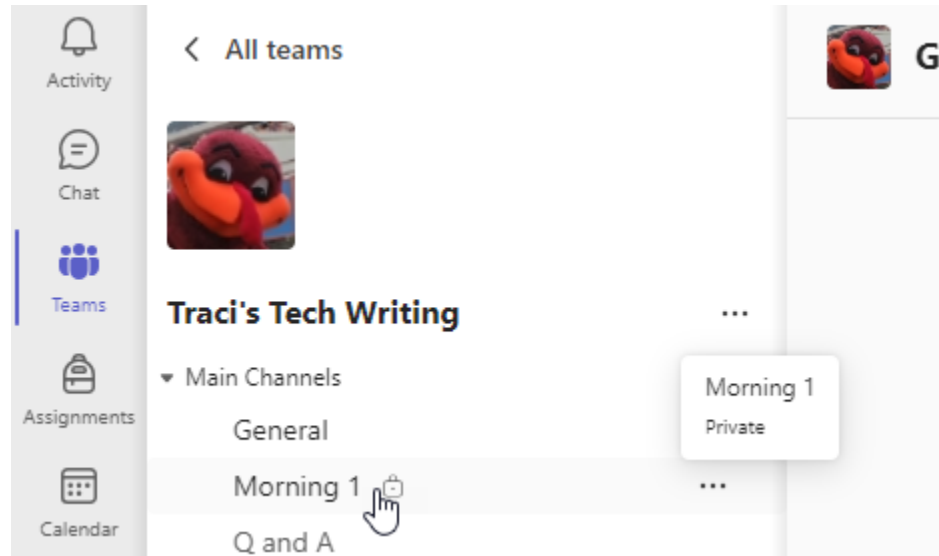 Activity
Chat
Teams
Assignments
Calendar
All teams
Traci's Tech Writing
Main Channels
General
Morning 1
Q and A
Morning 1
Private
G